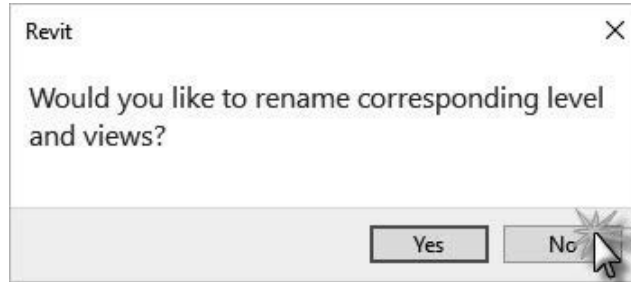 Revit
Would you like to rename corresponding level
and views?
Yes No